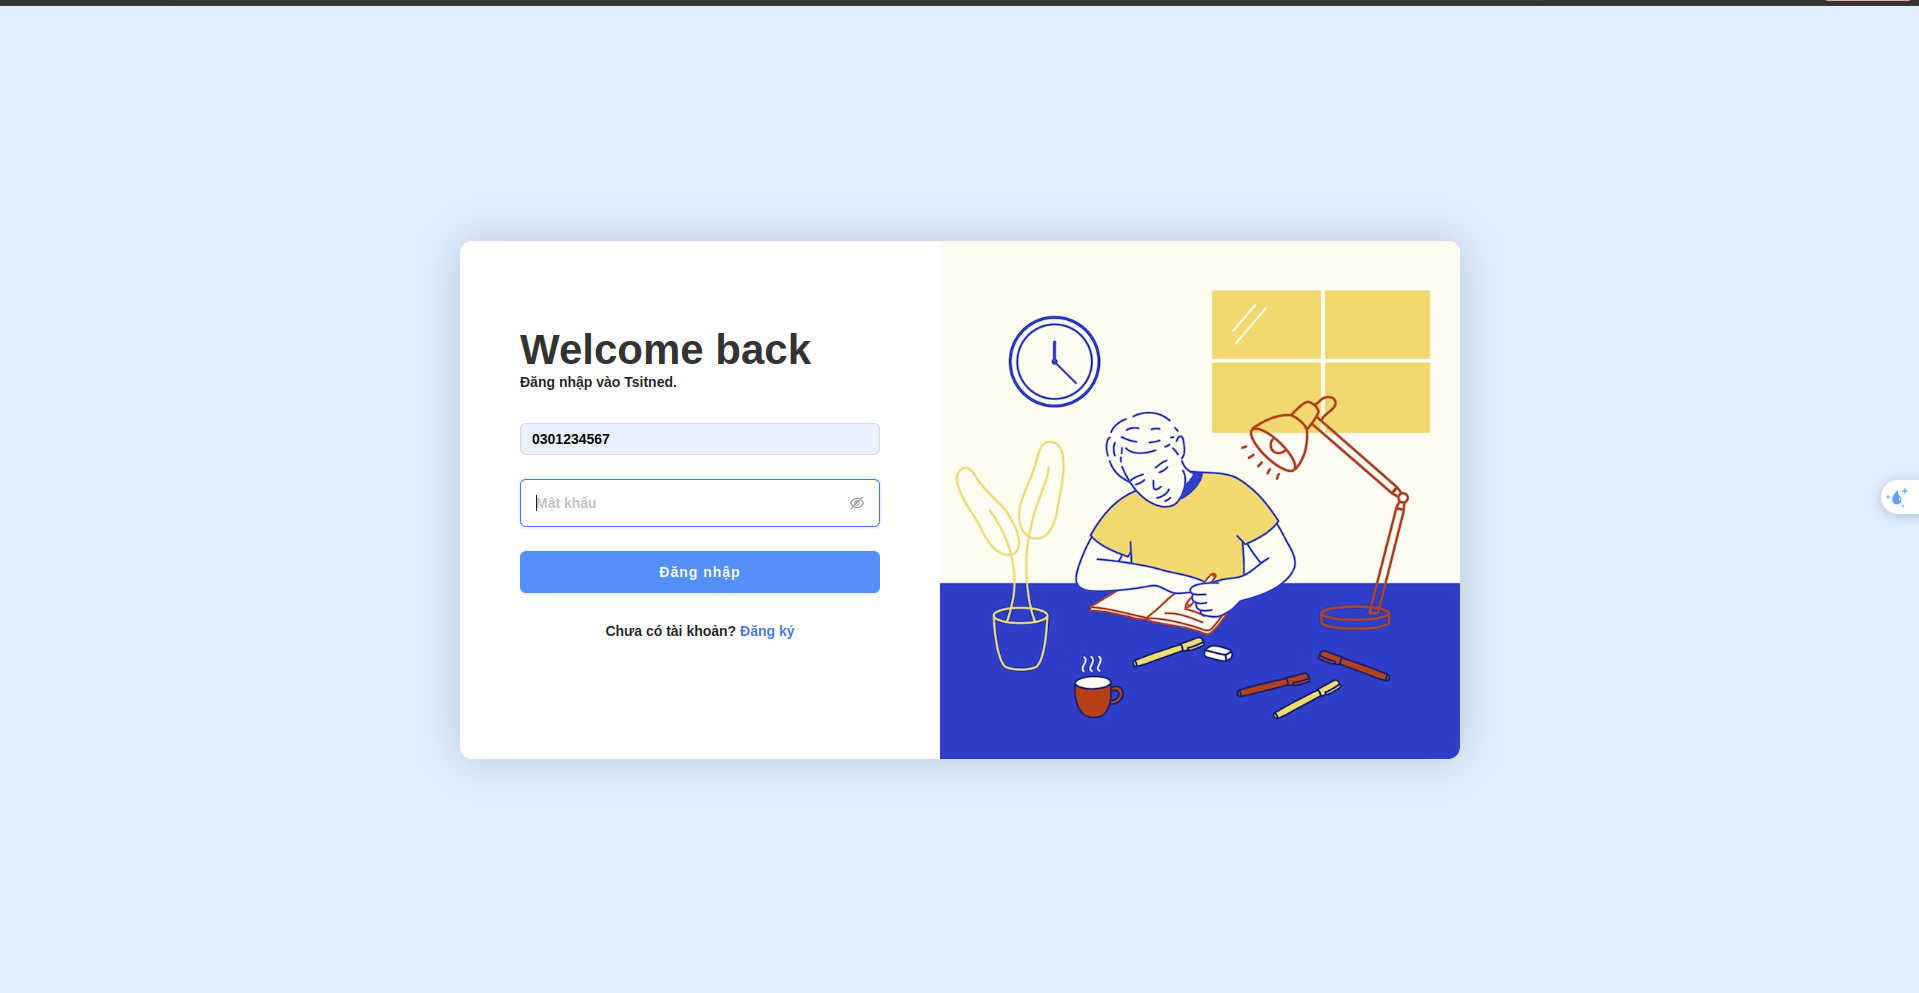 Welcome back
Đăng nhập vào Tsitned.
0301234567
Mật khẩu
Đăng nhập
Chưa có tài khoản? Đăng ký